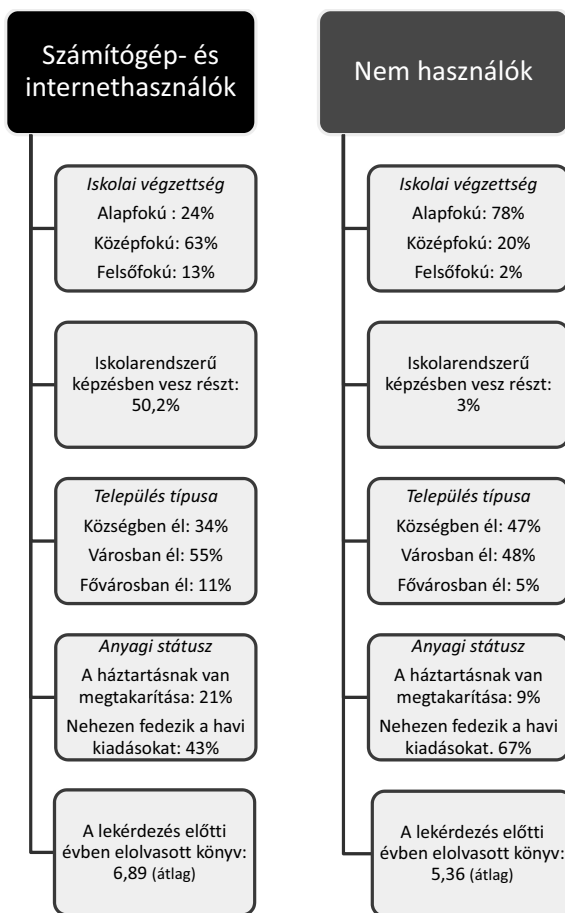 Számítógép- és
internethasználók
Iskolai végzettség
Alapfokú : 24%
Középfokú: 63%
Felsőfokú: 13%
Iskolarendszerű
képzésben vesz részt:
50,2%
Település típusa
Községben él: 34%
Városban él: 55%
Fővárosban él: 11%
Anyagi státusz
A háztartásnak van
megtakarítása: 21%
Nehezen fedezik a havi
kiadásokat: 43%
A lekérdezés előtti
évben elolvasott könyv:
6,89 (átlag)
Nem használók
Iskolai végzettség
Alapfokú: 78%
Középfokú: 20%
Felsőfokú: 2%
Iskolarendszerű
képzésben vesz részt:
3%
Település típusa
Községben él: 47%
Városban él: 48%
Fővárosban él: 5%
Anyagi státusz
A háztartásnak van
megtakarítása: 9%
Nehezen fedezik a havi
kiadásokat. 67%
A lekérdezés előtti
évben elolvasott könyv:
5,36 (átlag)